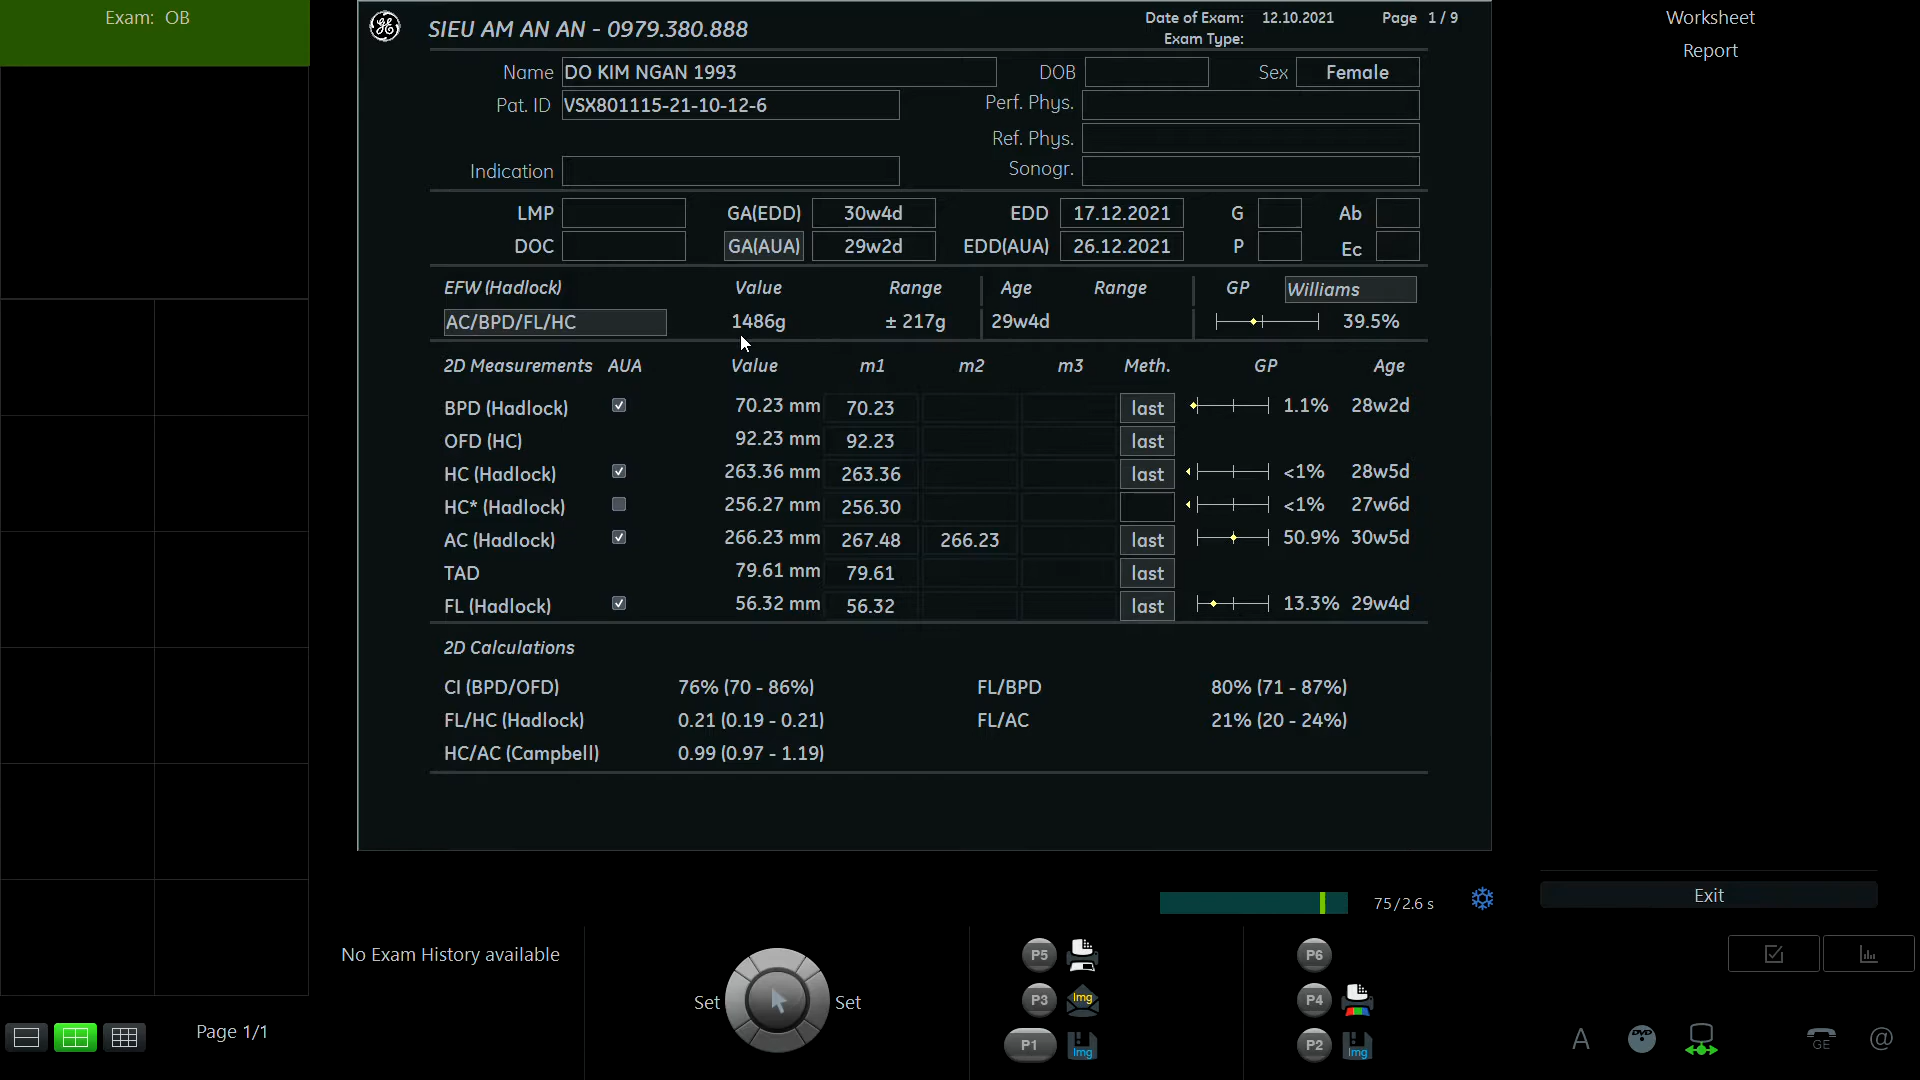 Exam: OB
SIEU AM AN AN - 0979.380.888
Date of Exam: 12.10.2021 Page 1 / 9
Exam Type:
Name DO KIM NGAN 1993 DOB Sex Female
Pat. ID VSX801115-21-10-12-6 Perf. Phys.
Ref. Phys.
Indication Sonogr.
LMP GA(EDD) 30w4d EDD 17.12.2021 G Ab
DOC GA(AUA) 29w2d EDD(AUA) 26.12.2021 P Ec
EFW (Hadlock) Value Range Age Range GP Williams
AC/BPD/FL/HC 1486g ± 217g 29w4d 39.5%
2D Measurements AUA Value m1 m2 m3 Meth. GP Age
BPD (Hadlock) 70.23 mm 70.23 last 1.1% 28w2d
OFD (HC) 92.23 mm 92.23 last
HC (Hadlock) 263.36 mm 263.36 last <1% 28w5d
HC* (Hadlock) 256.27 mm 256.30 <1% 27w6d
AC (Hadlock) 266.23 mm 267.48 266.23 last 50.9% 30w5d
TAD 79.61 mm 79.61 last
FL (Hadlock) 56.32 mm 56.32 last 13.3% 29w4d
2D Calculations
CI (BPD/OFD) 76% (70 - 86%) FL/BPD 80% (71 - 87%)
FL/HC (Hadlock) 0.21 (0.19 - 0.21) FL/AC 21% (20 - 24%)
HC/AC (Campbell) 0.99 (0.97 - 1.19)
Worksheet
Report
75 / 2.6 s
Exit
No Exam History available
Set Set
P5 P6
P3 Img P4
P1 Img P2 Img
Page 1/1
A DVD GE @